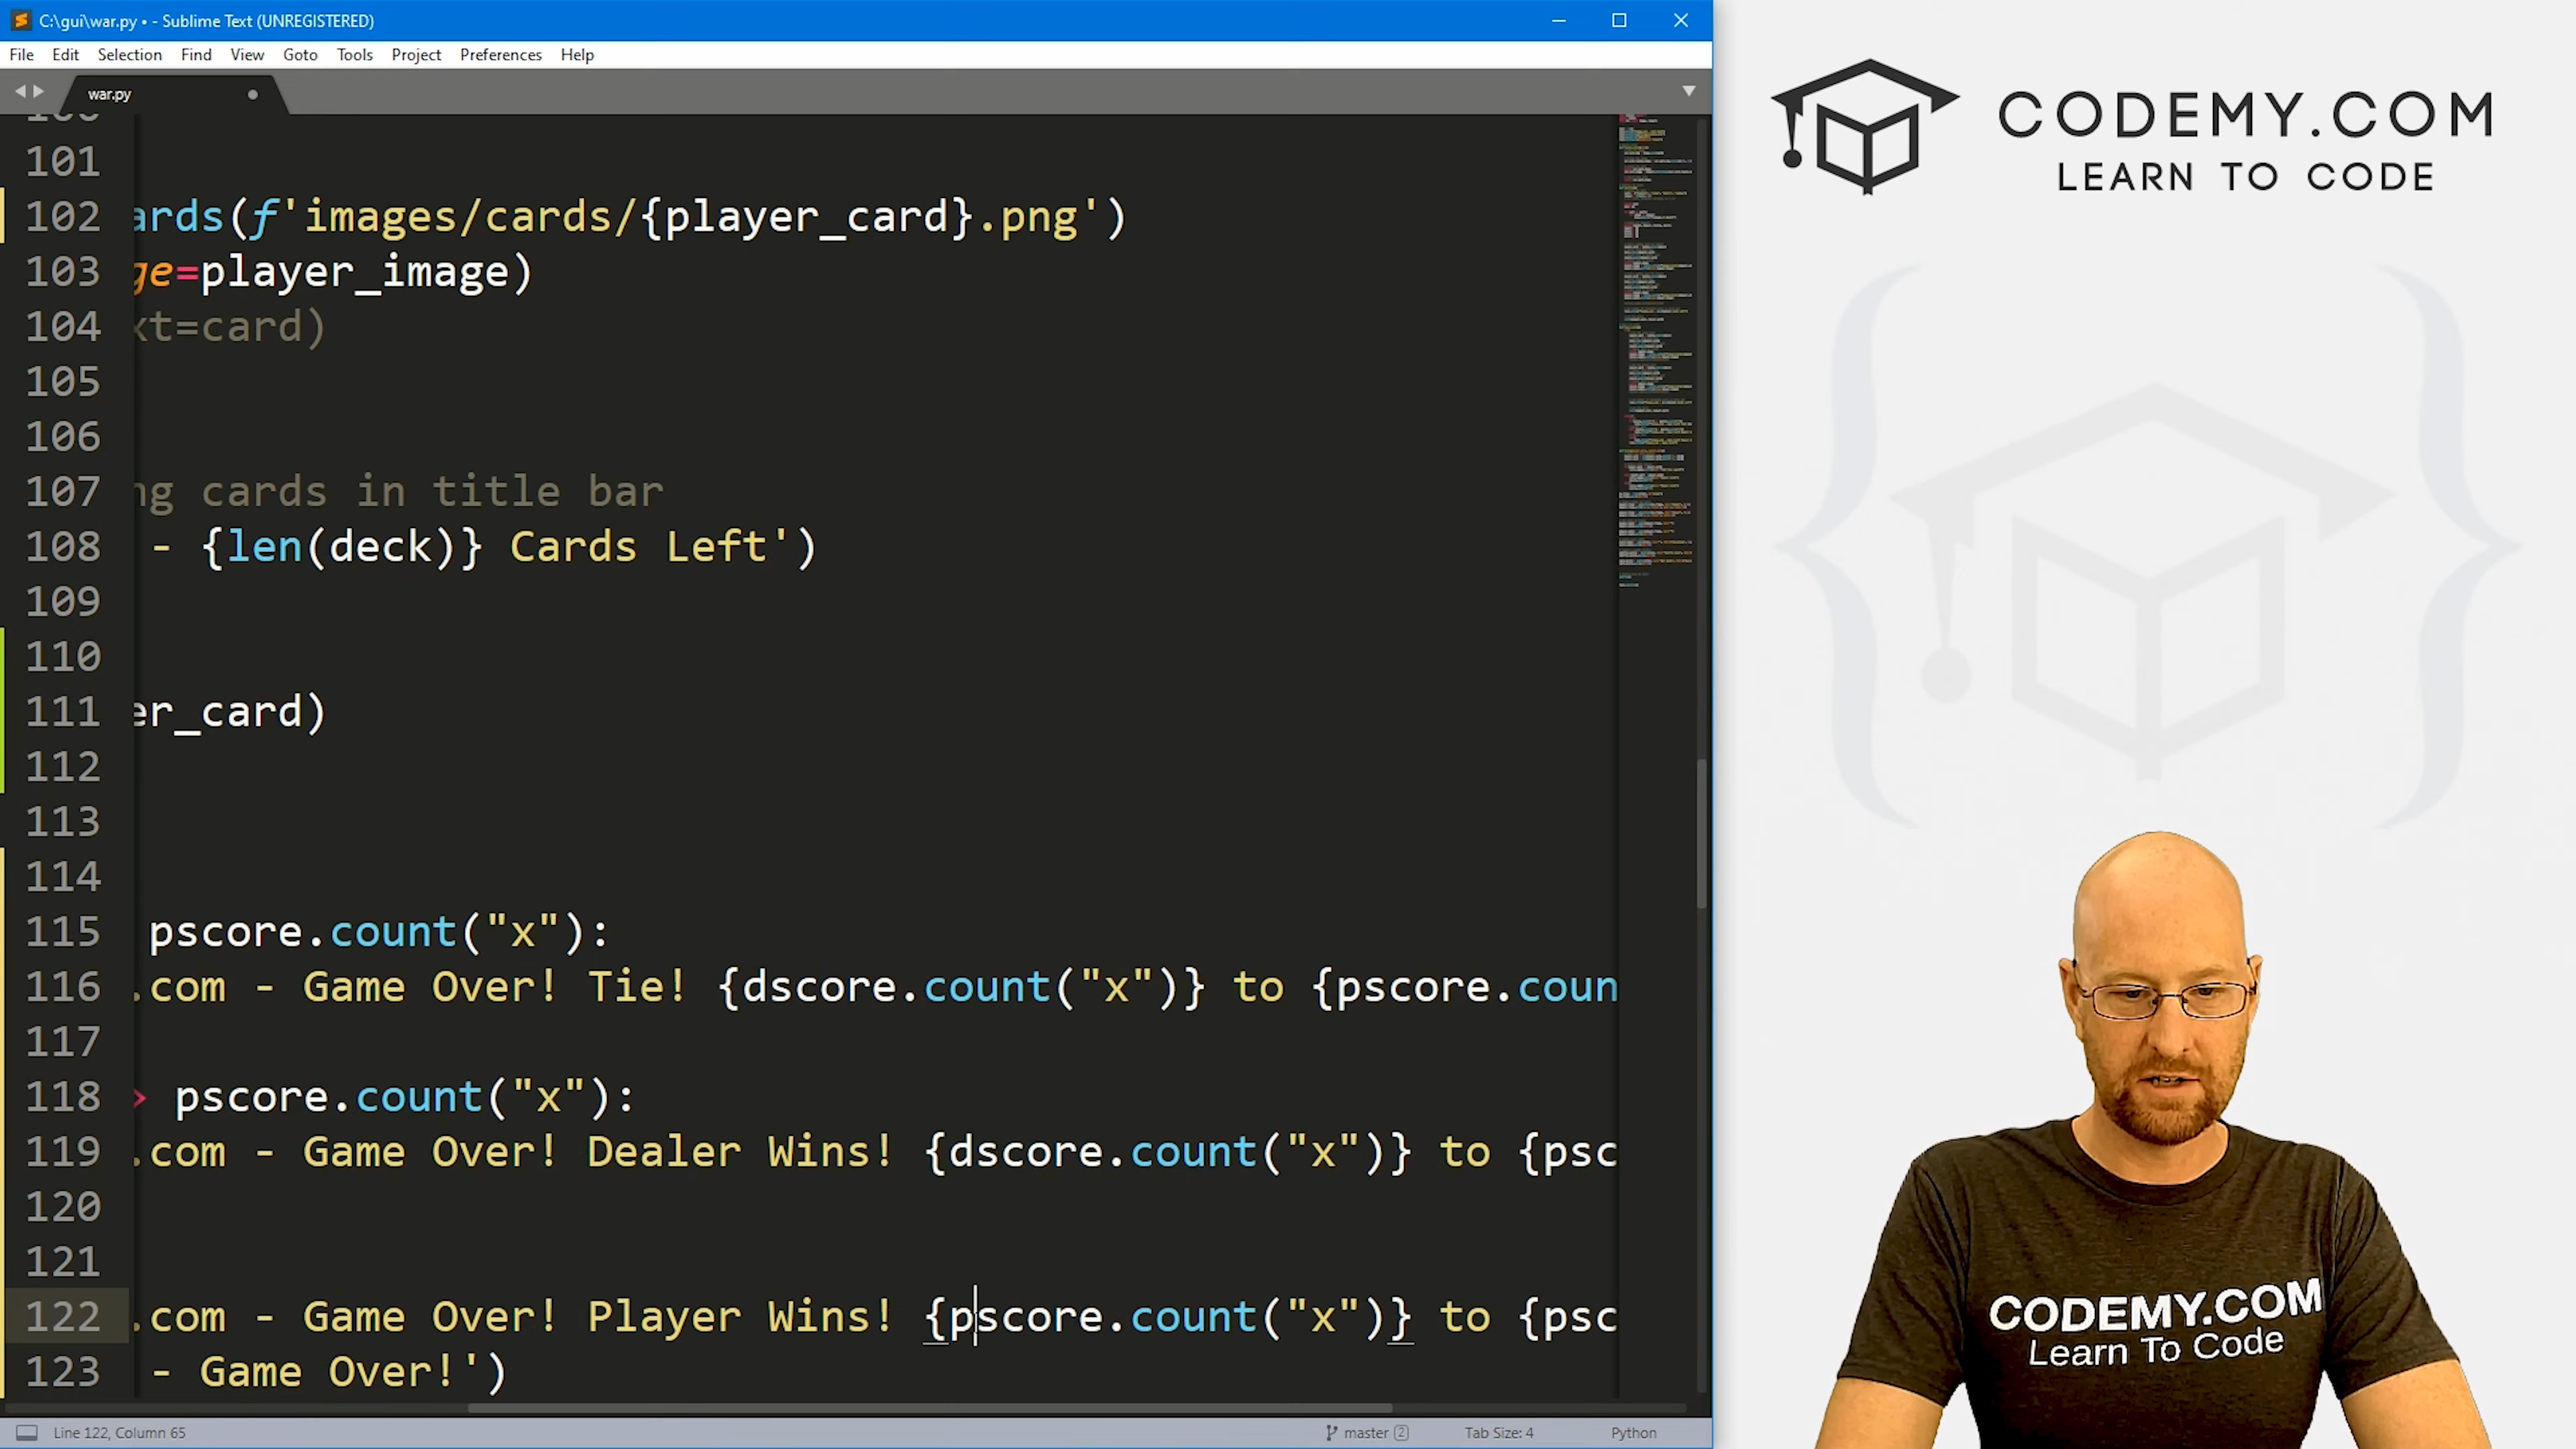 C:\gui\war.py • - Sublime Text (UNREGISTERED)
File Edit Selection Find View Goto Tools Project Preferences Help
war.py
101
102 ards(f'images/cards/{player_card}.png')
103 ge=player_image)
104 xt=card)
105
106
107 ng cards in title bar
108 - {len(deck)} Cards Left')
109
110
111 er_card)
112
113
114
115 pscore.count("x"):
116 .com - Game Over! Tie! {dscore.count("x")} to {pscore.coun
117
118 > pscore.count("x"):
119 .com - Game Over! Dealer Wins! {dscore.count("x")} to {psc
120
121
122 .com - Game Over! Player Wins! {pscore.count("x")} to {psc
123 - Game Over!')
Line 122, Column 65
master 2
Tab Size: 4
Python
CODEMY.COM
LEARN TO CODE
CODEMY.COM
Learn To Code